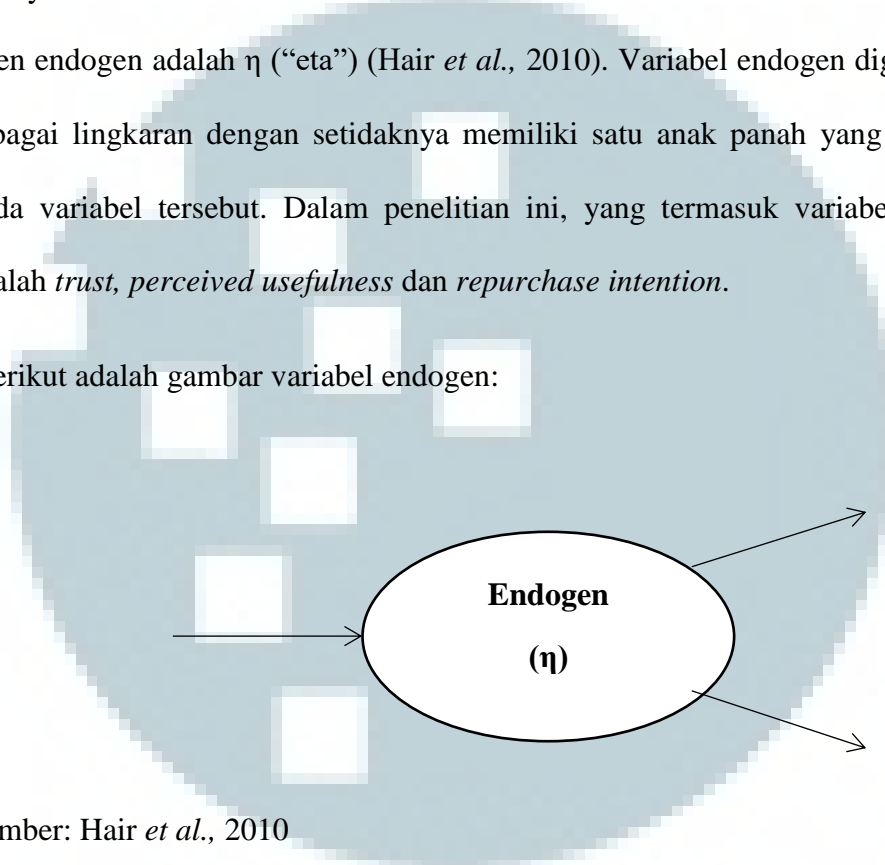 en endogen adalah η (“eta”) (Hair et al., 2010). Variabel endogen dig
bagai lingkaran dengan setidaknya memiliki satu anak panah yang
da variabel tersebut. Dalam penelitian ini, yang termasuk variabe
alah trust, perceived usefulness dan repurchase intention.
erikut adalah gambar variabel endogen:
Endogen
(η)
mber: Hair et al., 2010